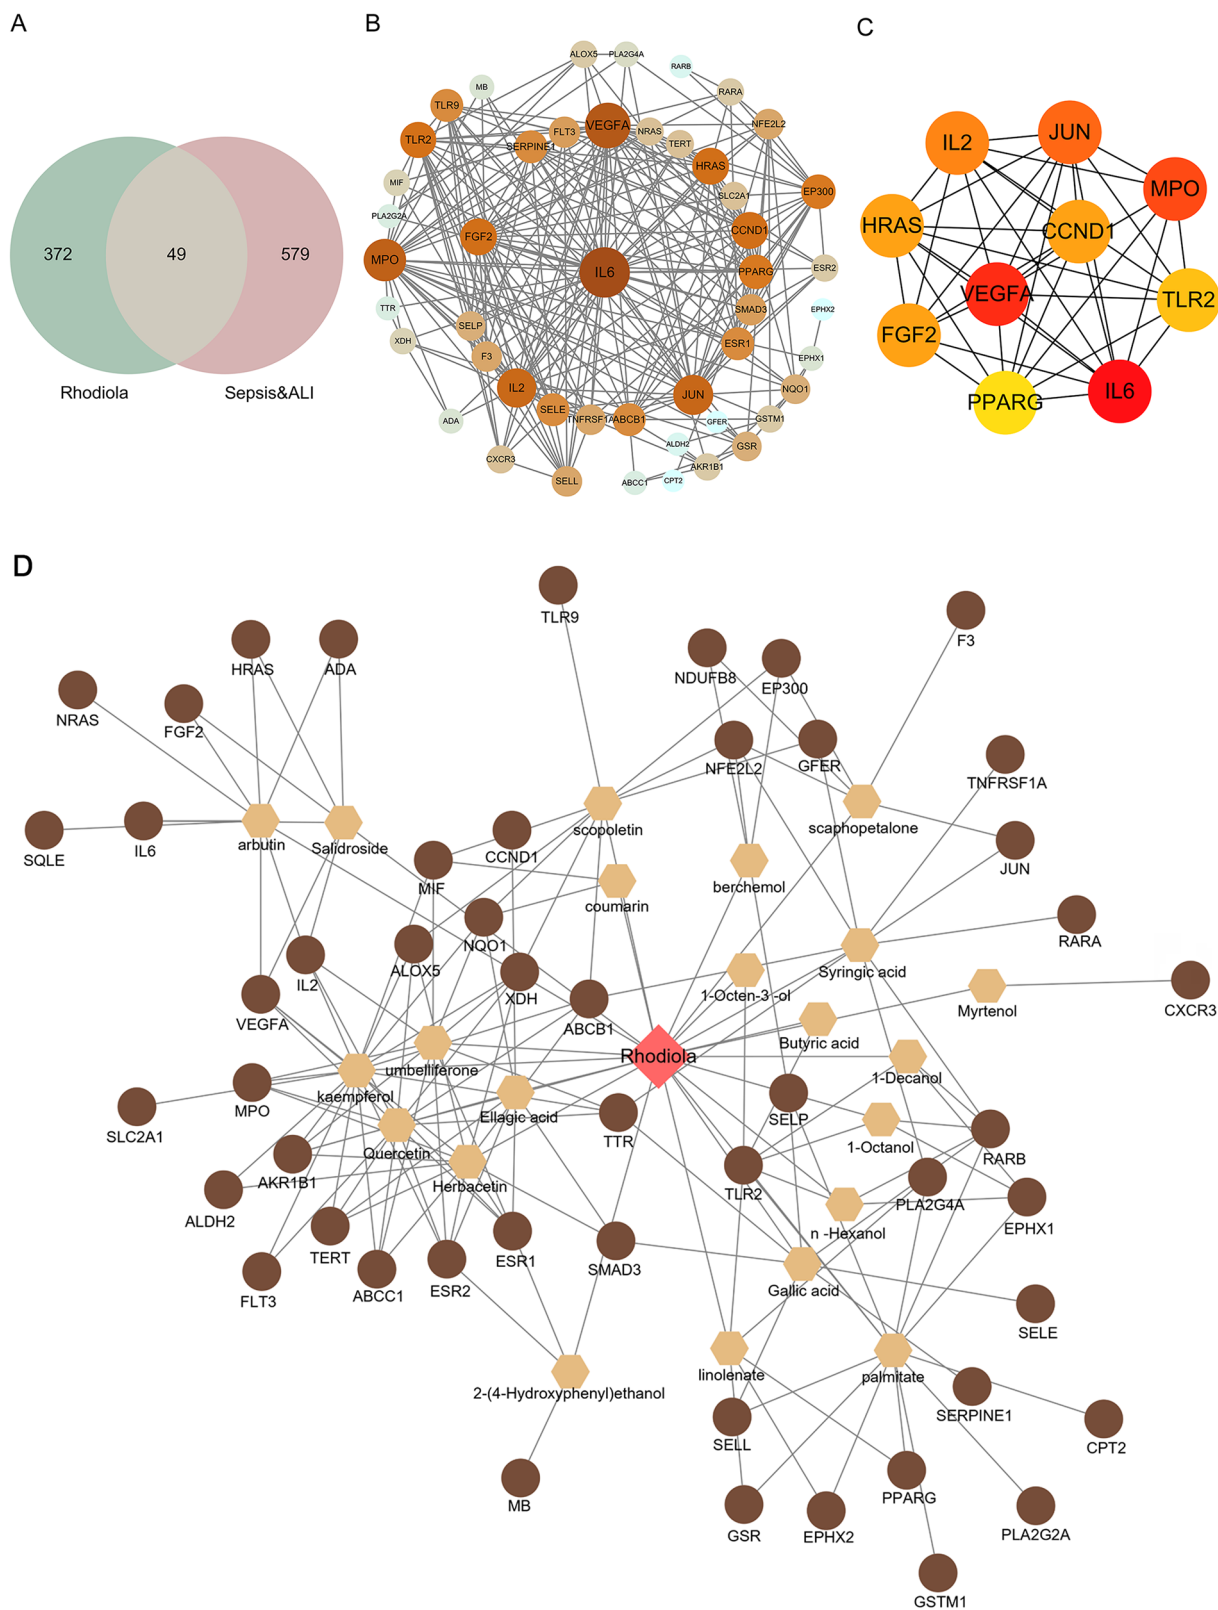 A
B
C
372
49
579
Rhodiola
Sepsis&ALI
ALOX5
PLA2G4A
RARB
MB
RARA
TLR9
VEGFA
NFE2L2
FLT3
NRAS
TLR2
SERPINE1
TERT
HRAS
MIF
SLC2A1
EP300
PLA2G2A
FGF2
CCND1
MPO
IL6
PPARG
ESR2
TTR
SMAD3
EPHX2
SELP
XDH
ESR1
F3
EPHX1
IL2
JUN
NQO1
ADA
SELE
TNFRSF1A
ABCB1
GFER
GSTM1
ALDH2
GSR
CXCR3
AKR1B1
SELL
ABCC1
CPT2
IL2
JUN
MPO
HRAS
CCND1
VEGFA
TLR2
FGF2
PPARG
IL6
D
TLR9
F3
HRAS
ADA
NDUFB8
EP300
NRAS
FGF2
NFE2L2
GFER
TNFRSF1A
SQLE
IL6
arbutin
Salidroside
scopoletin
scaphopetalone
CCND1
MIF
berchemol
JUN
coumarin
NQO1
RARA
ALOX5
IL2
XDH
Syringic acid
1-Octen-3 -ol
VEGFA
ABCB1
Myrtenol
CXCR3
Butyric acid
Rhodiola
umbelliferone
1-Decanol
kaempferol
MPO
Ellagic acid
SLC2A1
TTR
SELP
Quercetin
1-Octanol
RARB
AKR1B1
Herbacetin
TLR2
PLA2G4A
ALDH2
n -Hexanol
EPHX1
TERT
ESR1
SMAD3
FLT3
ABCC1
ESR2
Gallic acid
SELE
linolenate
palmitate
2-(4-Hydroxyphenyl)ethanol
SERPINE1
SELL
CPT2
MB
PPARG
GSR
EPHX2
PLA2G2A
GSTM1